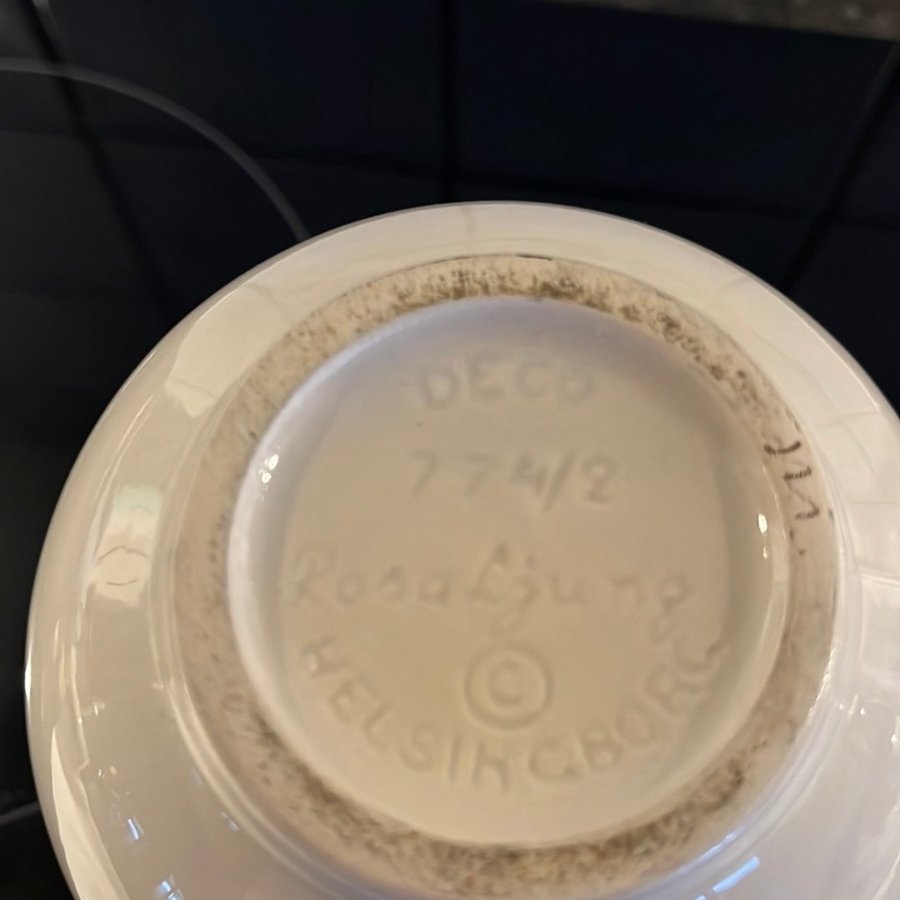 DECO
774/2
Rosa Ljung
©
HELSINGBORG